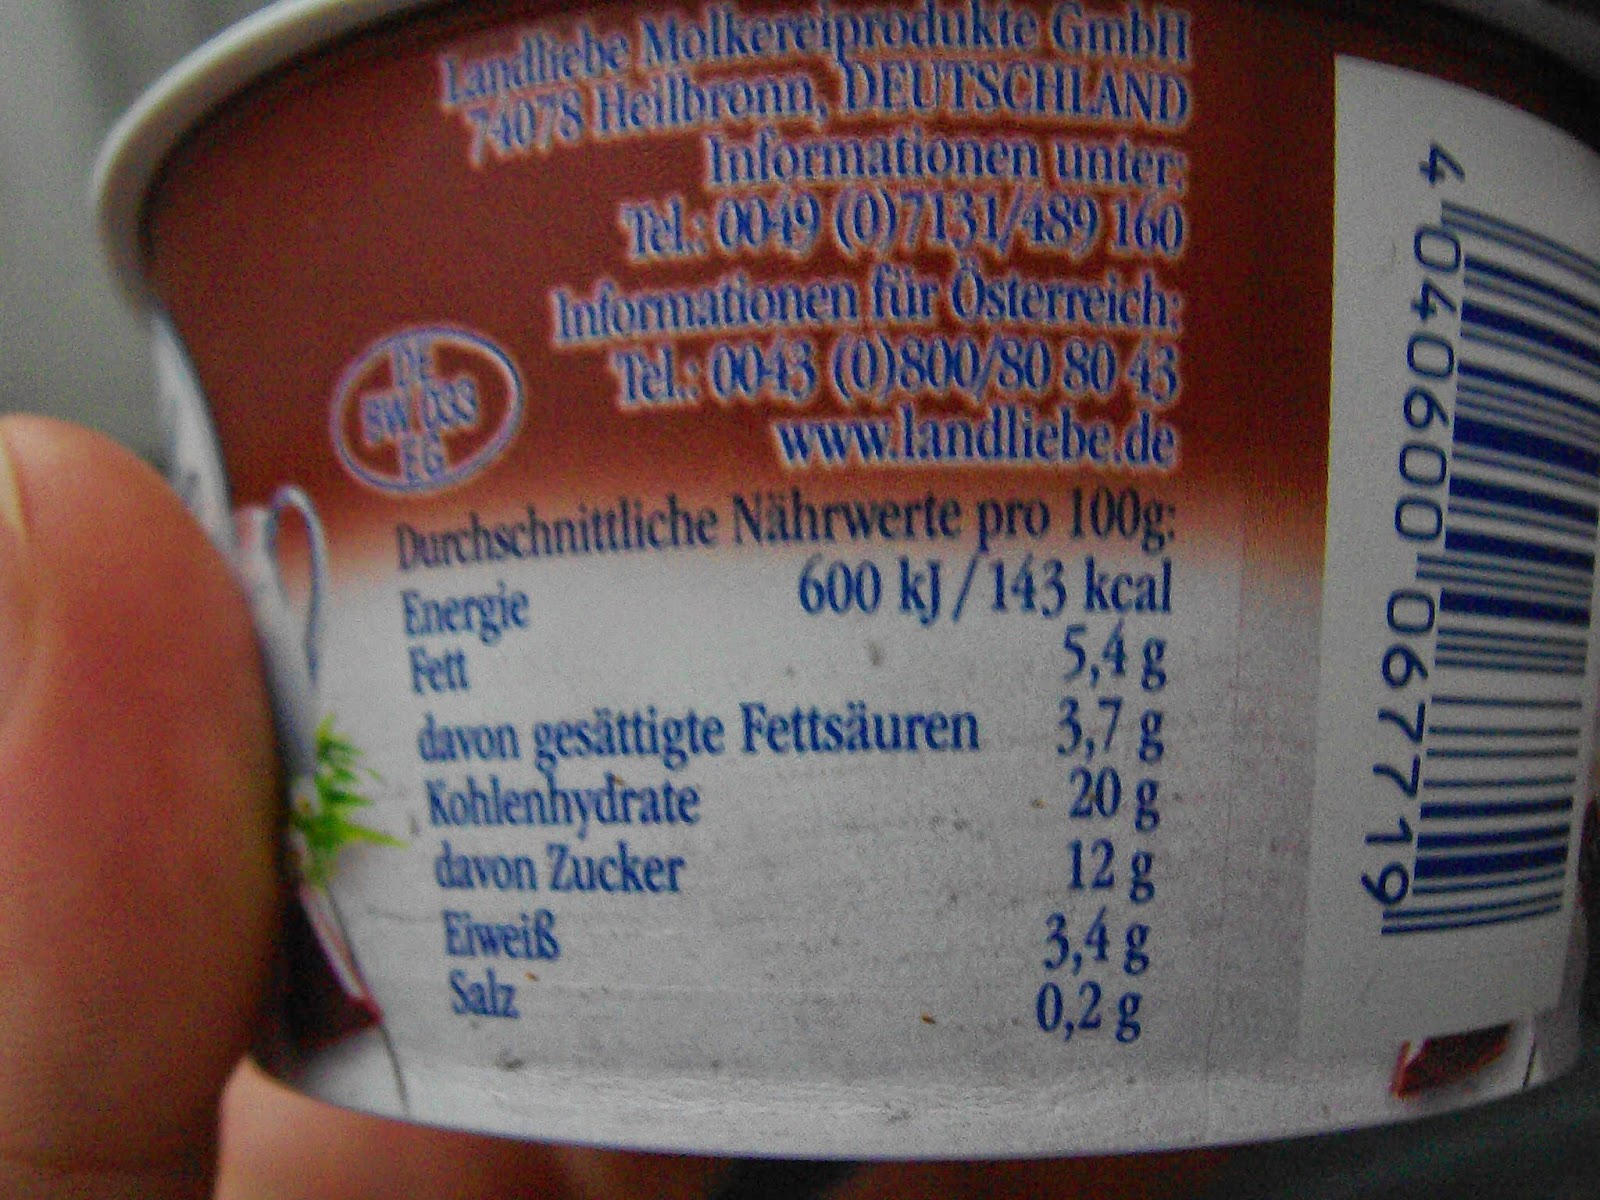 Landliebe Molkereiprodukte GmbH
74078 Heilbronn, DEUTSCHLAND
Informationen unter:
Tel.: 0049 (0)7131/489 160
Informationen für Österreich:
Tel.: 0043 (0)800/80 80 43
www.landliebe.de
DE
BW 033
EG
Durchschnittliche Nährwerte pro 100g:
Energie 600 kJ / 143 kcal
Fett 5,4 g
davon gesättigte Fettsäuren 3,7 g
Kohlenhydrate 20 g
davon Zucker 12 g
Eiweiß 3,4 g
Salz 0,2 g
4 040600 067719